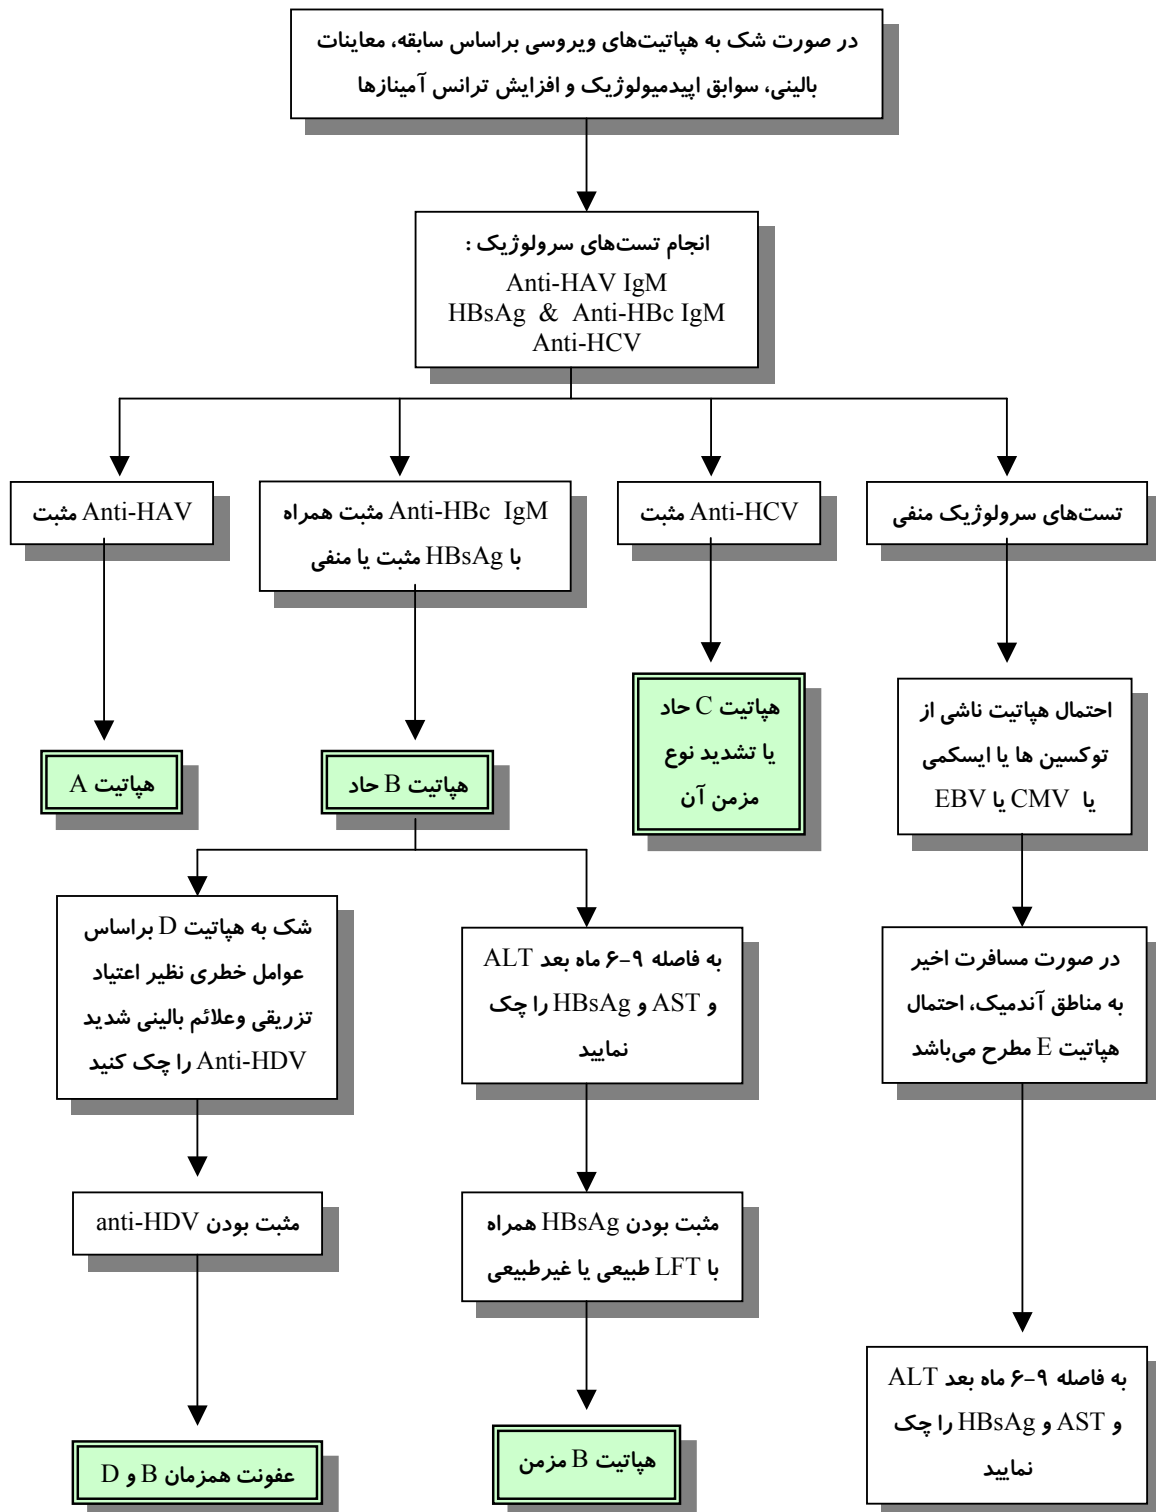 در صورت شک به هپاتیت‌های ویروسی براساس سابقه، معاینات
بالینی، سوابق اپیدمیولوژیک و افزایش ترانس آمینازها
انجام تست‌های سرولوژیک :
Anti-HAV IgM
HBsAg & Anti-HBc IgM
Anti-HCV
Anti-HAV مثبت
Anti-HBc IgM مثبت همراه
با HBsAg مثبت یا منفی
Anti-HCV مثبت
تست‌های سرولوژیک منفی
هپاتیت A
هپاتیت B حاد
هپاتیت C حاد
یا تشدید نوع
مزمن آن
احتمال هپاتیت ناشی از
توکسین ها یا ایسکمی
یا CMV یا EBV
شک به هپاتیت D براساس
عوامل خطری نظیر اعتیاد
تزریقی وعلائم بالینی شدید
Anti-HDV را چک کنید
به فاصله ۹-۶ ماه بعد ALT
و AST و HBsAg را چک
نمایید
در صورت مسافرت اخیر
به مناطق آندمیک، احتمال
هپاتیت E مطرح می‌باشد
مثبت بودن anti-HDV
مثبت بودن HBsAg همراه
با LFT طبیعی یا غیرطبیعی
عفونت همزمان B و D
هپاتیت B مزمن
به فاصله ۹-۶ ماه بعد ALT
و AST و HBsAg را چک
نمایید